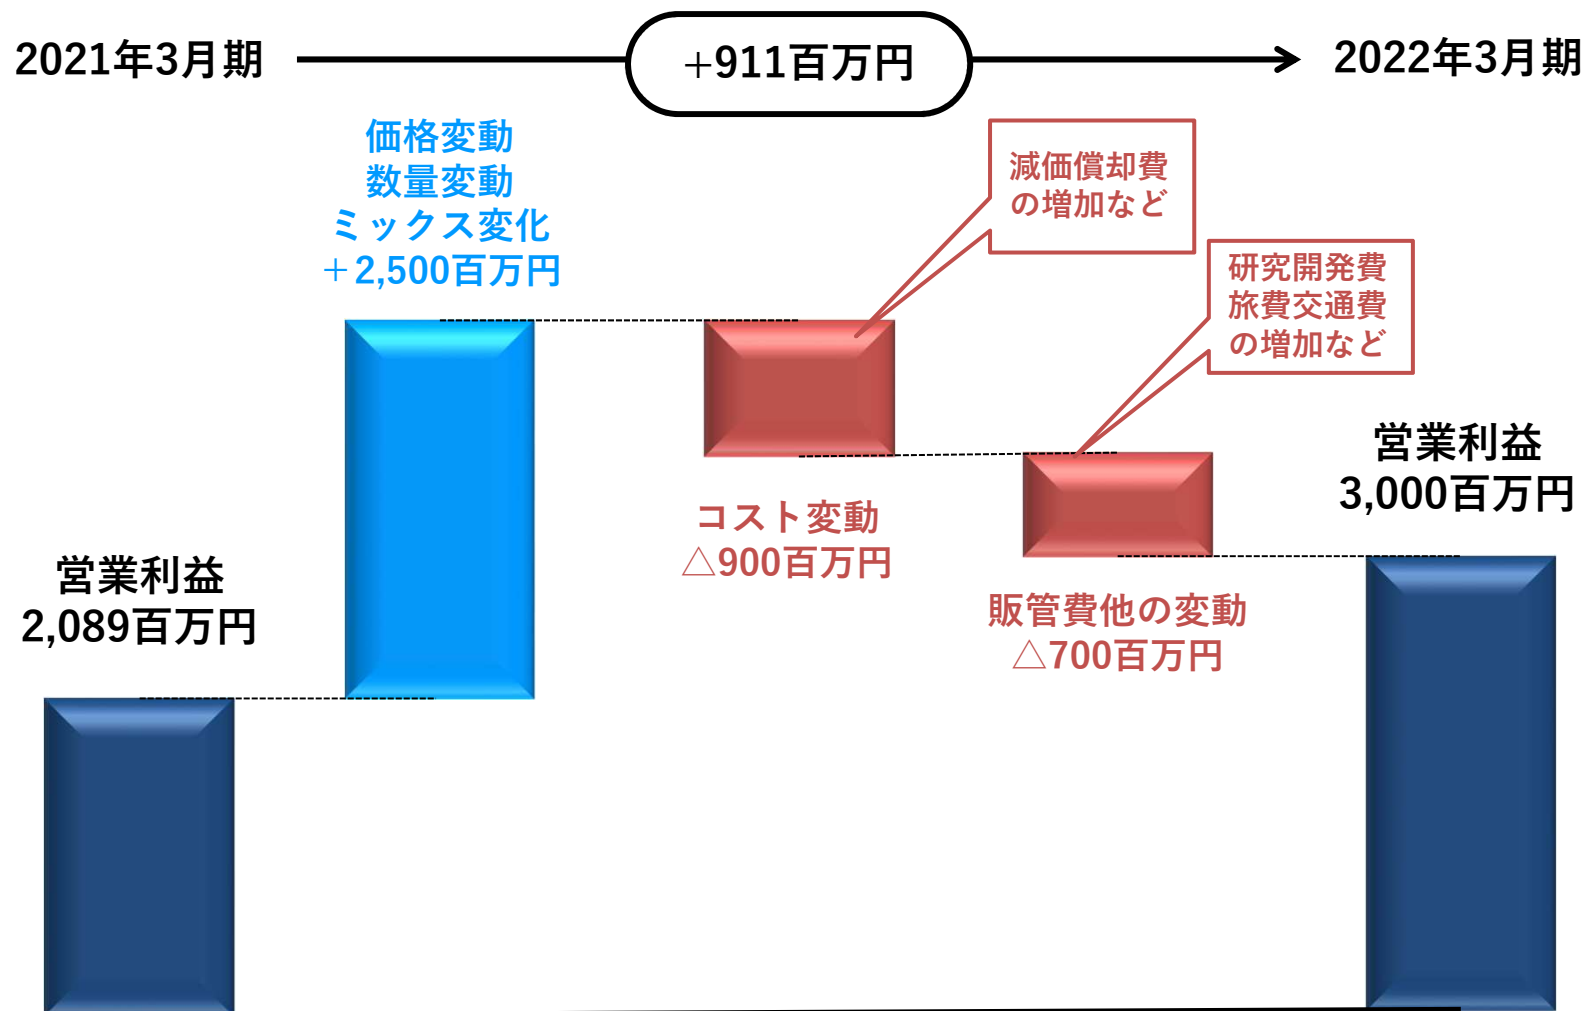 2021年3月期
+911百万円
2022年3月期
価格変動
数量変動
ミックス変化
+2,500百万円
減価償却費
の増加など
研究開発費
旅費交通費
の増加など
営業利益
3,000百万円
コスト変動
△900百万円
営業利益
2,089百万円
販管費他の変動
△700百万円